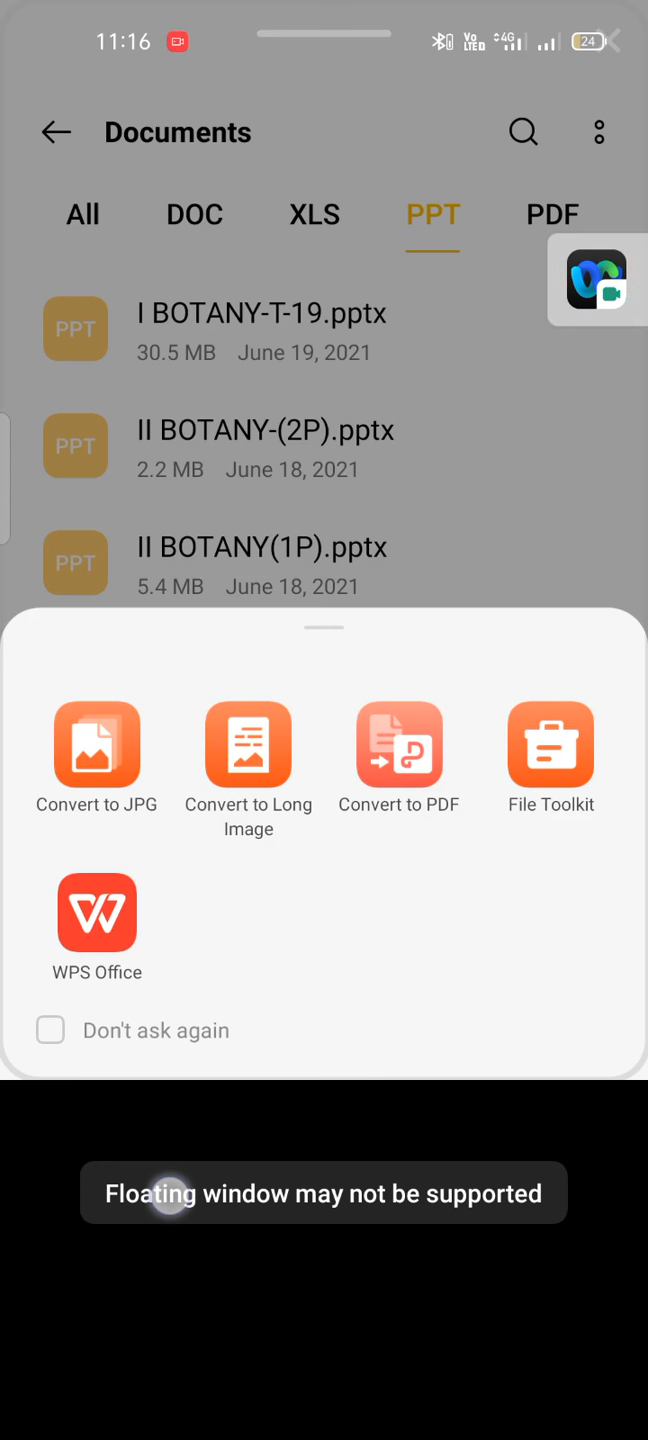 11:16
Vo
LTED
4G
24
Documents
All DOC XLS PPT PDF
PPT
I BOTANY-T-19.pptx
30.5 MB June 19, 2021
PPT
II BOTANY-(2P).pptx
2.2 MB June 18, 2021
PPT
II BOTANY(1P).pptx
5.4 MB June 18, 2021
Convert to JPG
Convert to Long
Image
Convert to PDF
File Toolkit
WPS Office
Don't ask again
Floating window may not be supported